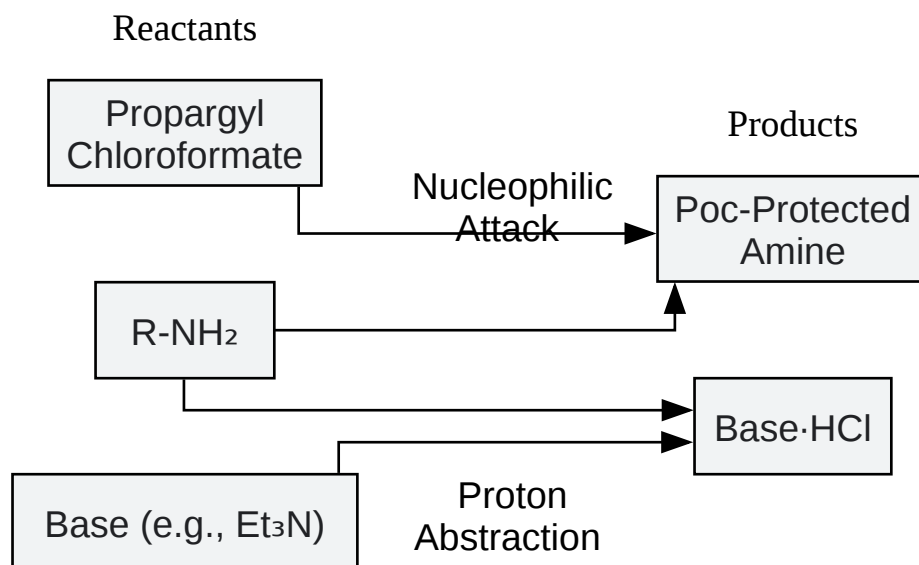 Reactants
Propargyl
Chloroformate
Products
Nucleophilic
Attack
Poc-Protected
Amine
R-NH₂
Base·HCl
Base (e.g., Et₃N)
Proton
Abstraction